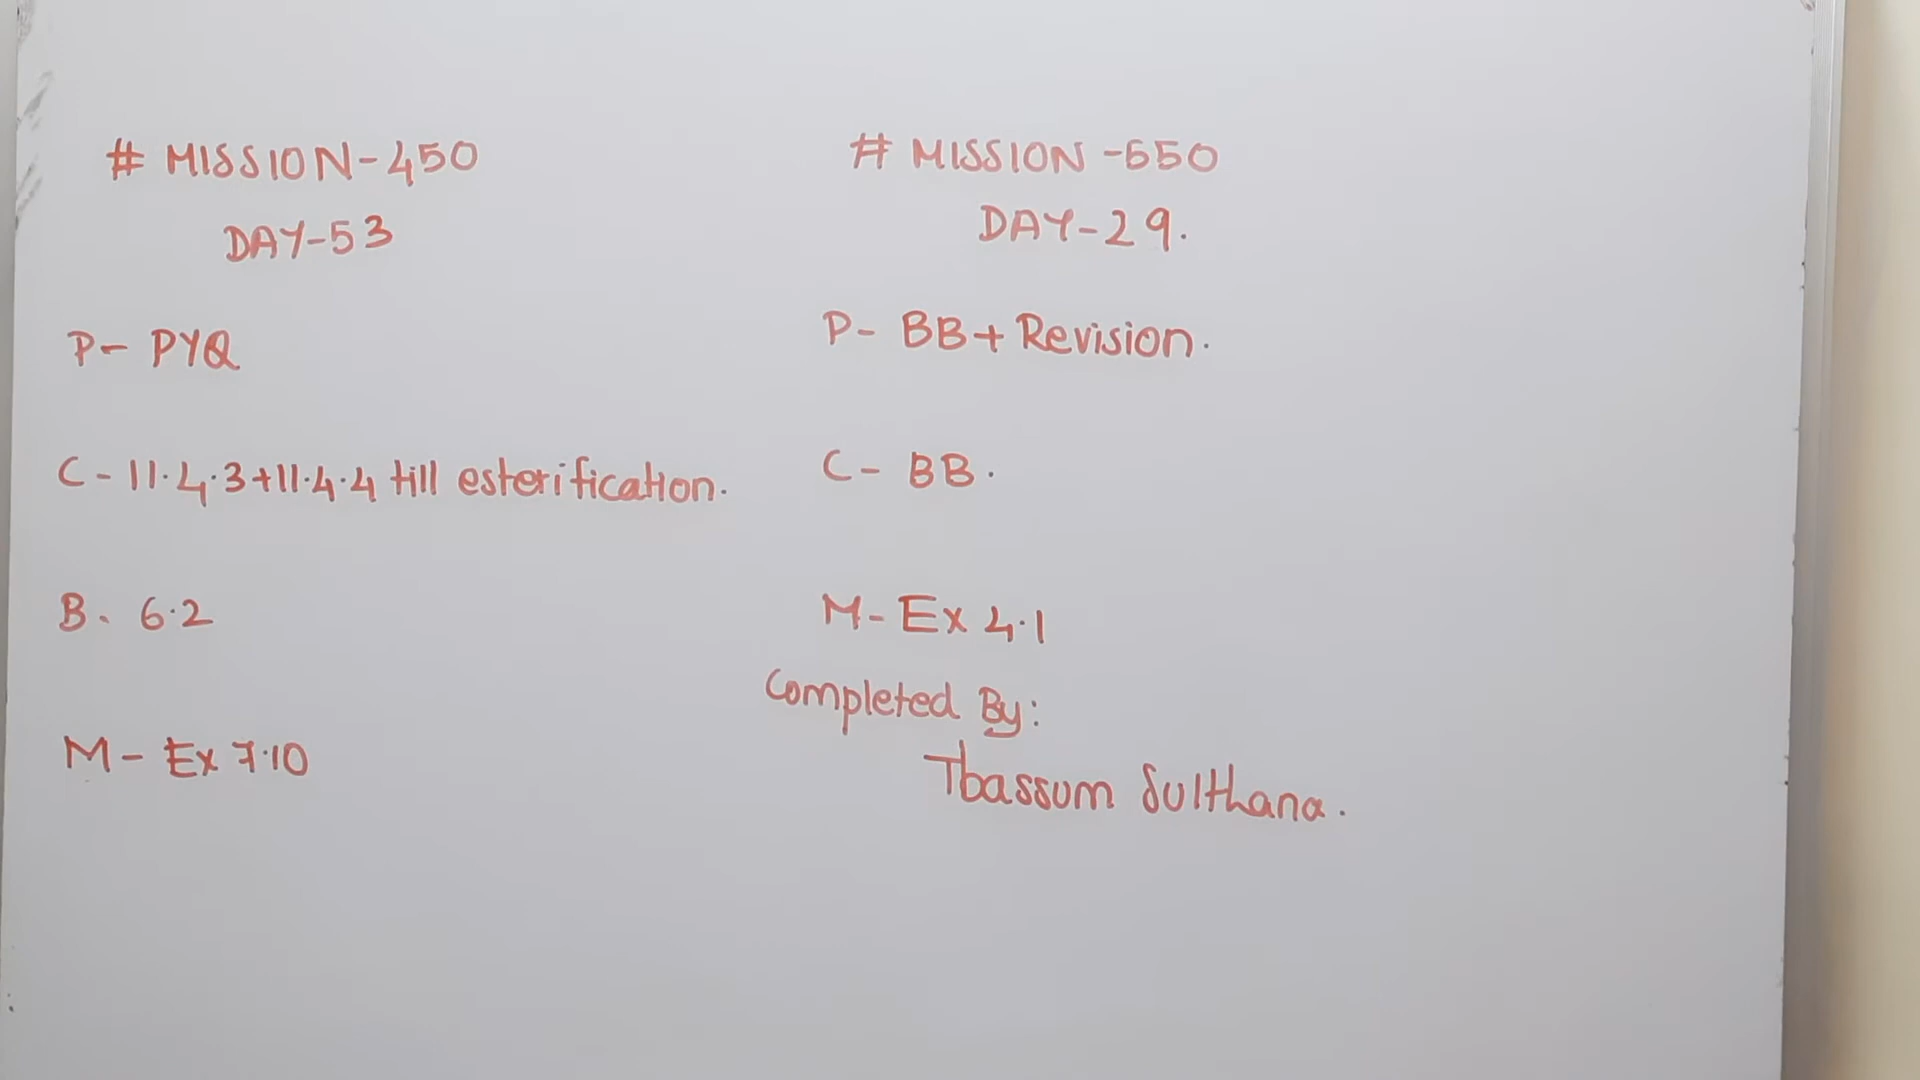 # MISSION-450
DAY-53
P- PYQ
C-11.4.3+11.4.4 till esterification.
B. 6.2
M- Ex 7.10
# MISSION-550
DAY-29.
P- BB+Revision.
C- BB.
M- Ex 4.1
Completed By:
Tbassum Sulthana.